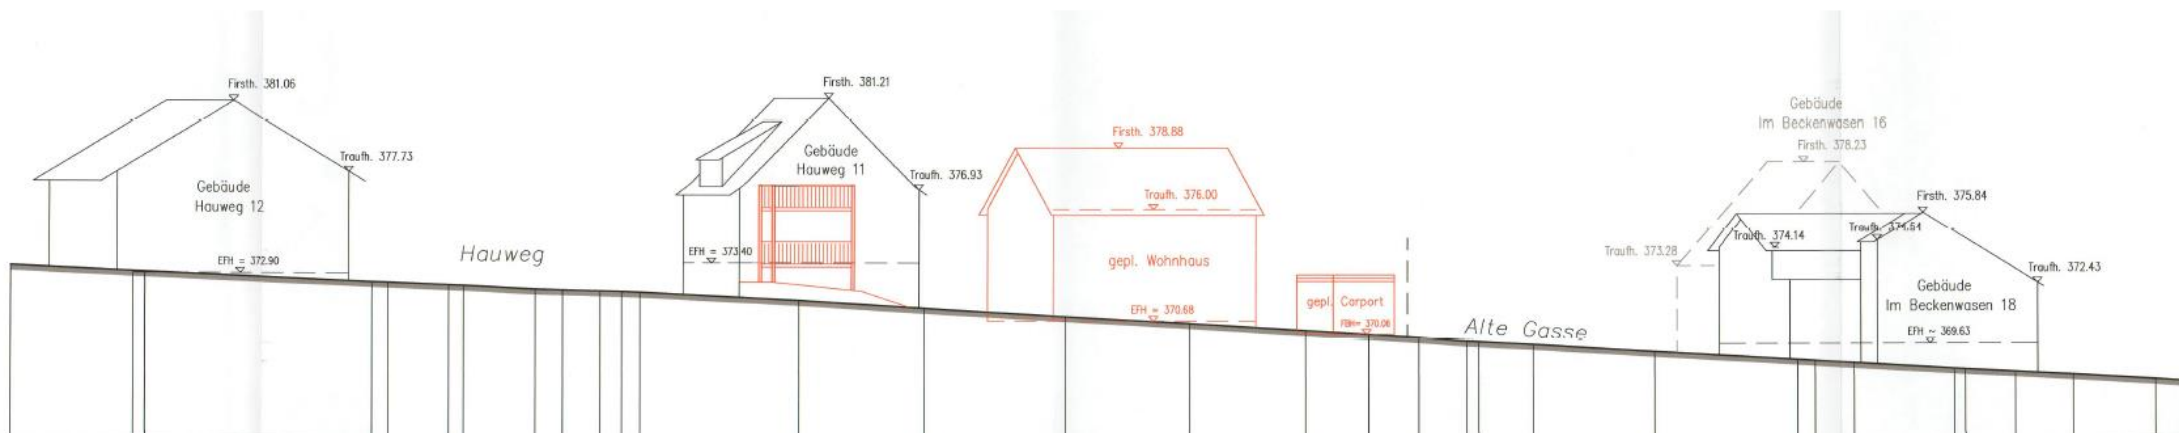 Firsth. 381.06
Traufh. 377.73
Gebäude
Hauweg 12
EFH = 372.90
Hauweg
Firsth. 381.21
Gebäude
Hauweg 11
Traufh. 376.93
EFH = 373.40
Firsth. 378.88
Traufh. 376.00
gepl. Wohnhaus
EFH = 370.68
gepl. Carport
FBH= 370.06
Alte Gasse
Gebäude
Im Beckenwasen 16
Firsth. 378.23
Traufh. 373.28
Firsth. 375.84
Traufh. 374.14
Traufh. 374.64
Traufh. 372.43
Gebäude
Im Beckenwasen 18
EFH ~ 369.63